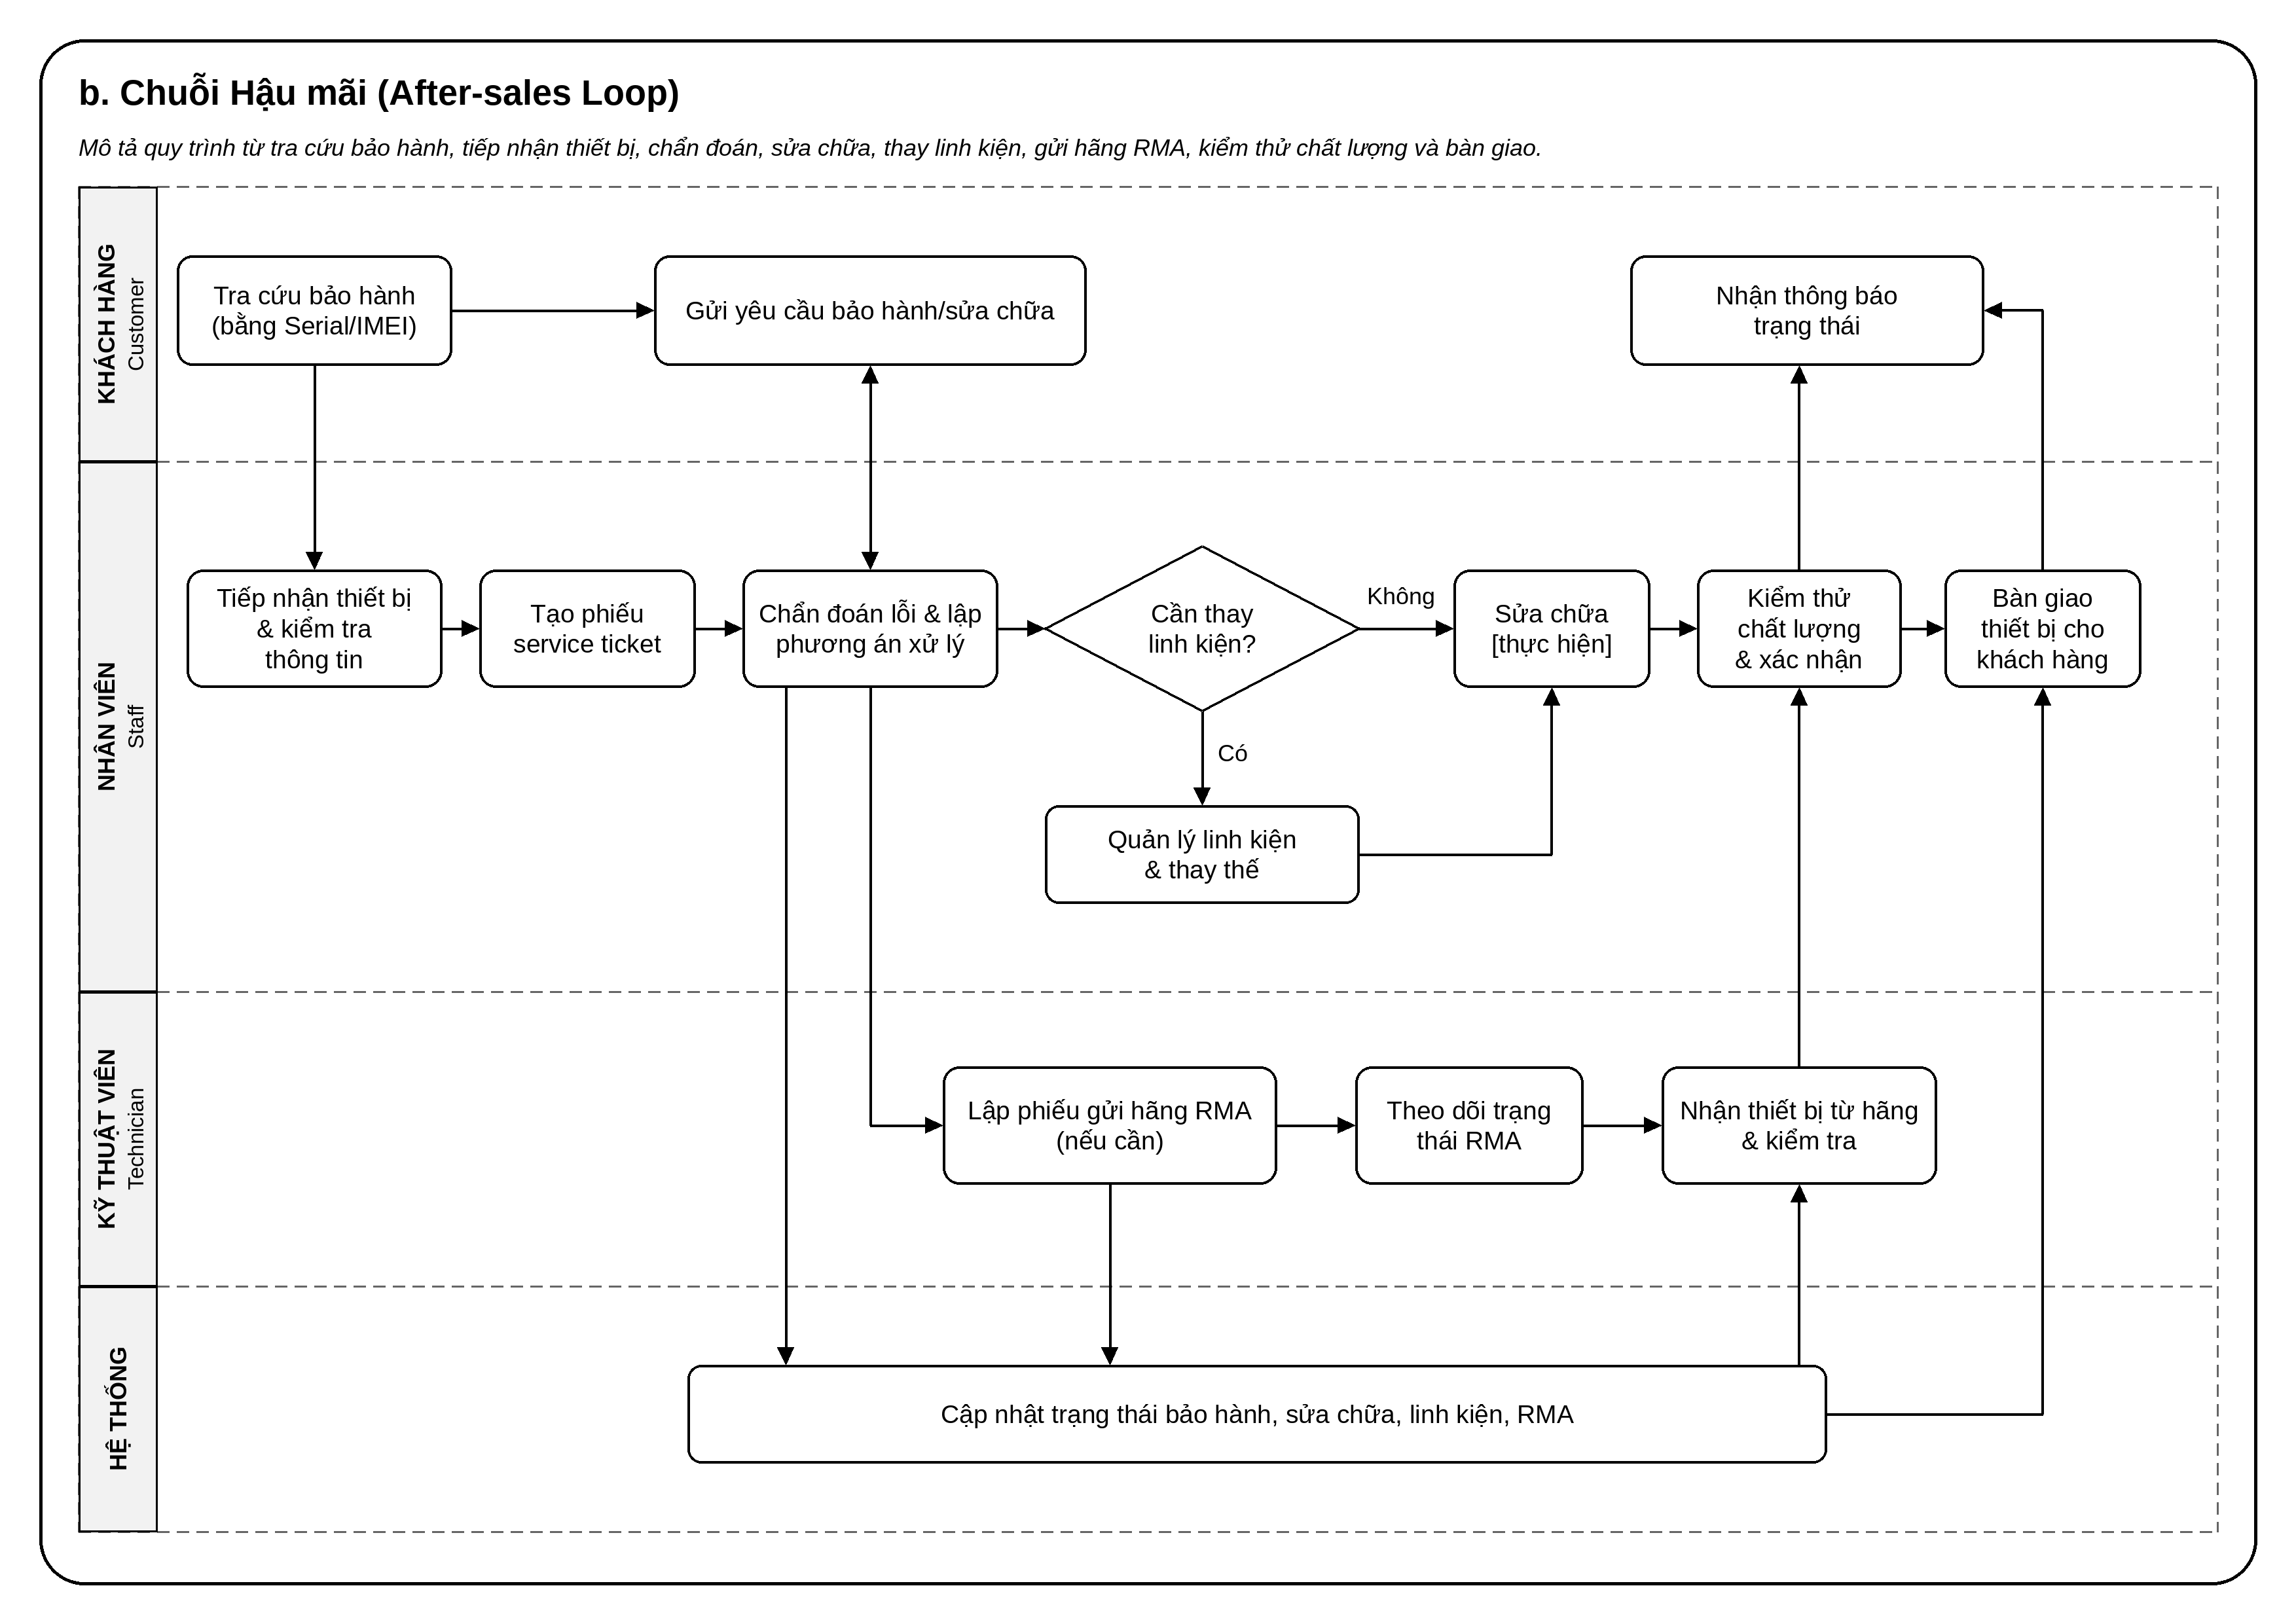 b. Chuỗi Hậu mãi (After-sales Loop)
Mô tả quy trình từ tra cứu bảo hành, tiếp nhận thiết bị, chẩn đoán, sửa chữa, thay linh kiện, gửi hãng RMA, kiểm thử chất lượng và bàn giao.
KHÁCH HÀNG
Customer
Tra cứu bảo hành
(bằng Serial/IMEI)
Gửi yêu cầu bảo hành/sửa chữa
Nhận thông báo
trạng thái
NHÂN VIÊN
Staff
Tiếp nhận thiết bị
& kiểm tra
thông tin
Tạo phiếu
service ticket
Chẩn đoán lỗi & lập
phương án xử lý
Cần thay
linh kiện?
Không
Sửa chữa
[thực hiện]
Kiểm thử
chất lượng
& xác nhận
Bàn giao
thiết bị cho
khách hàng
Có
Quản lý linh kiện
& thay thế
KỸ THUẬT VIÊN
Technician
Lập phiếu gửi hãng RMA
(nếu cần)
Theo dõi trạng
thái RMA
Nhận thiết bị từ hãng
& kiểm tra
HỆ THỐNG
Cập nhật trạng thái bảo hành, sửa chữa, linh kiện, RMA